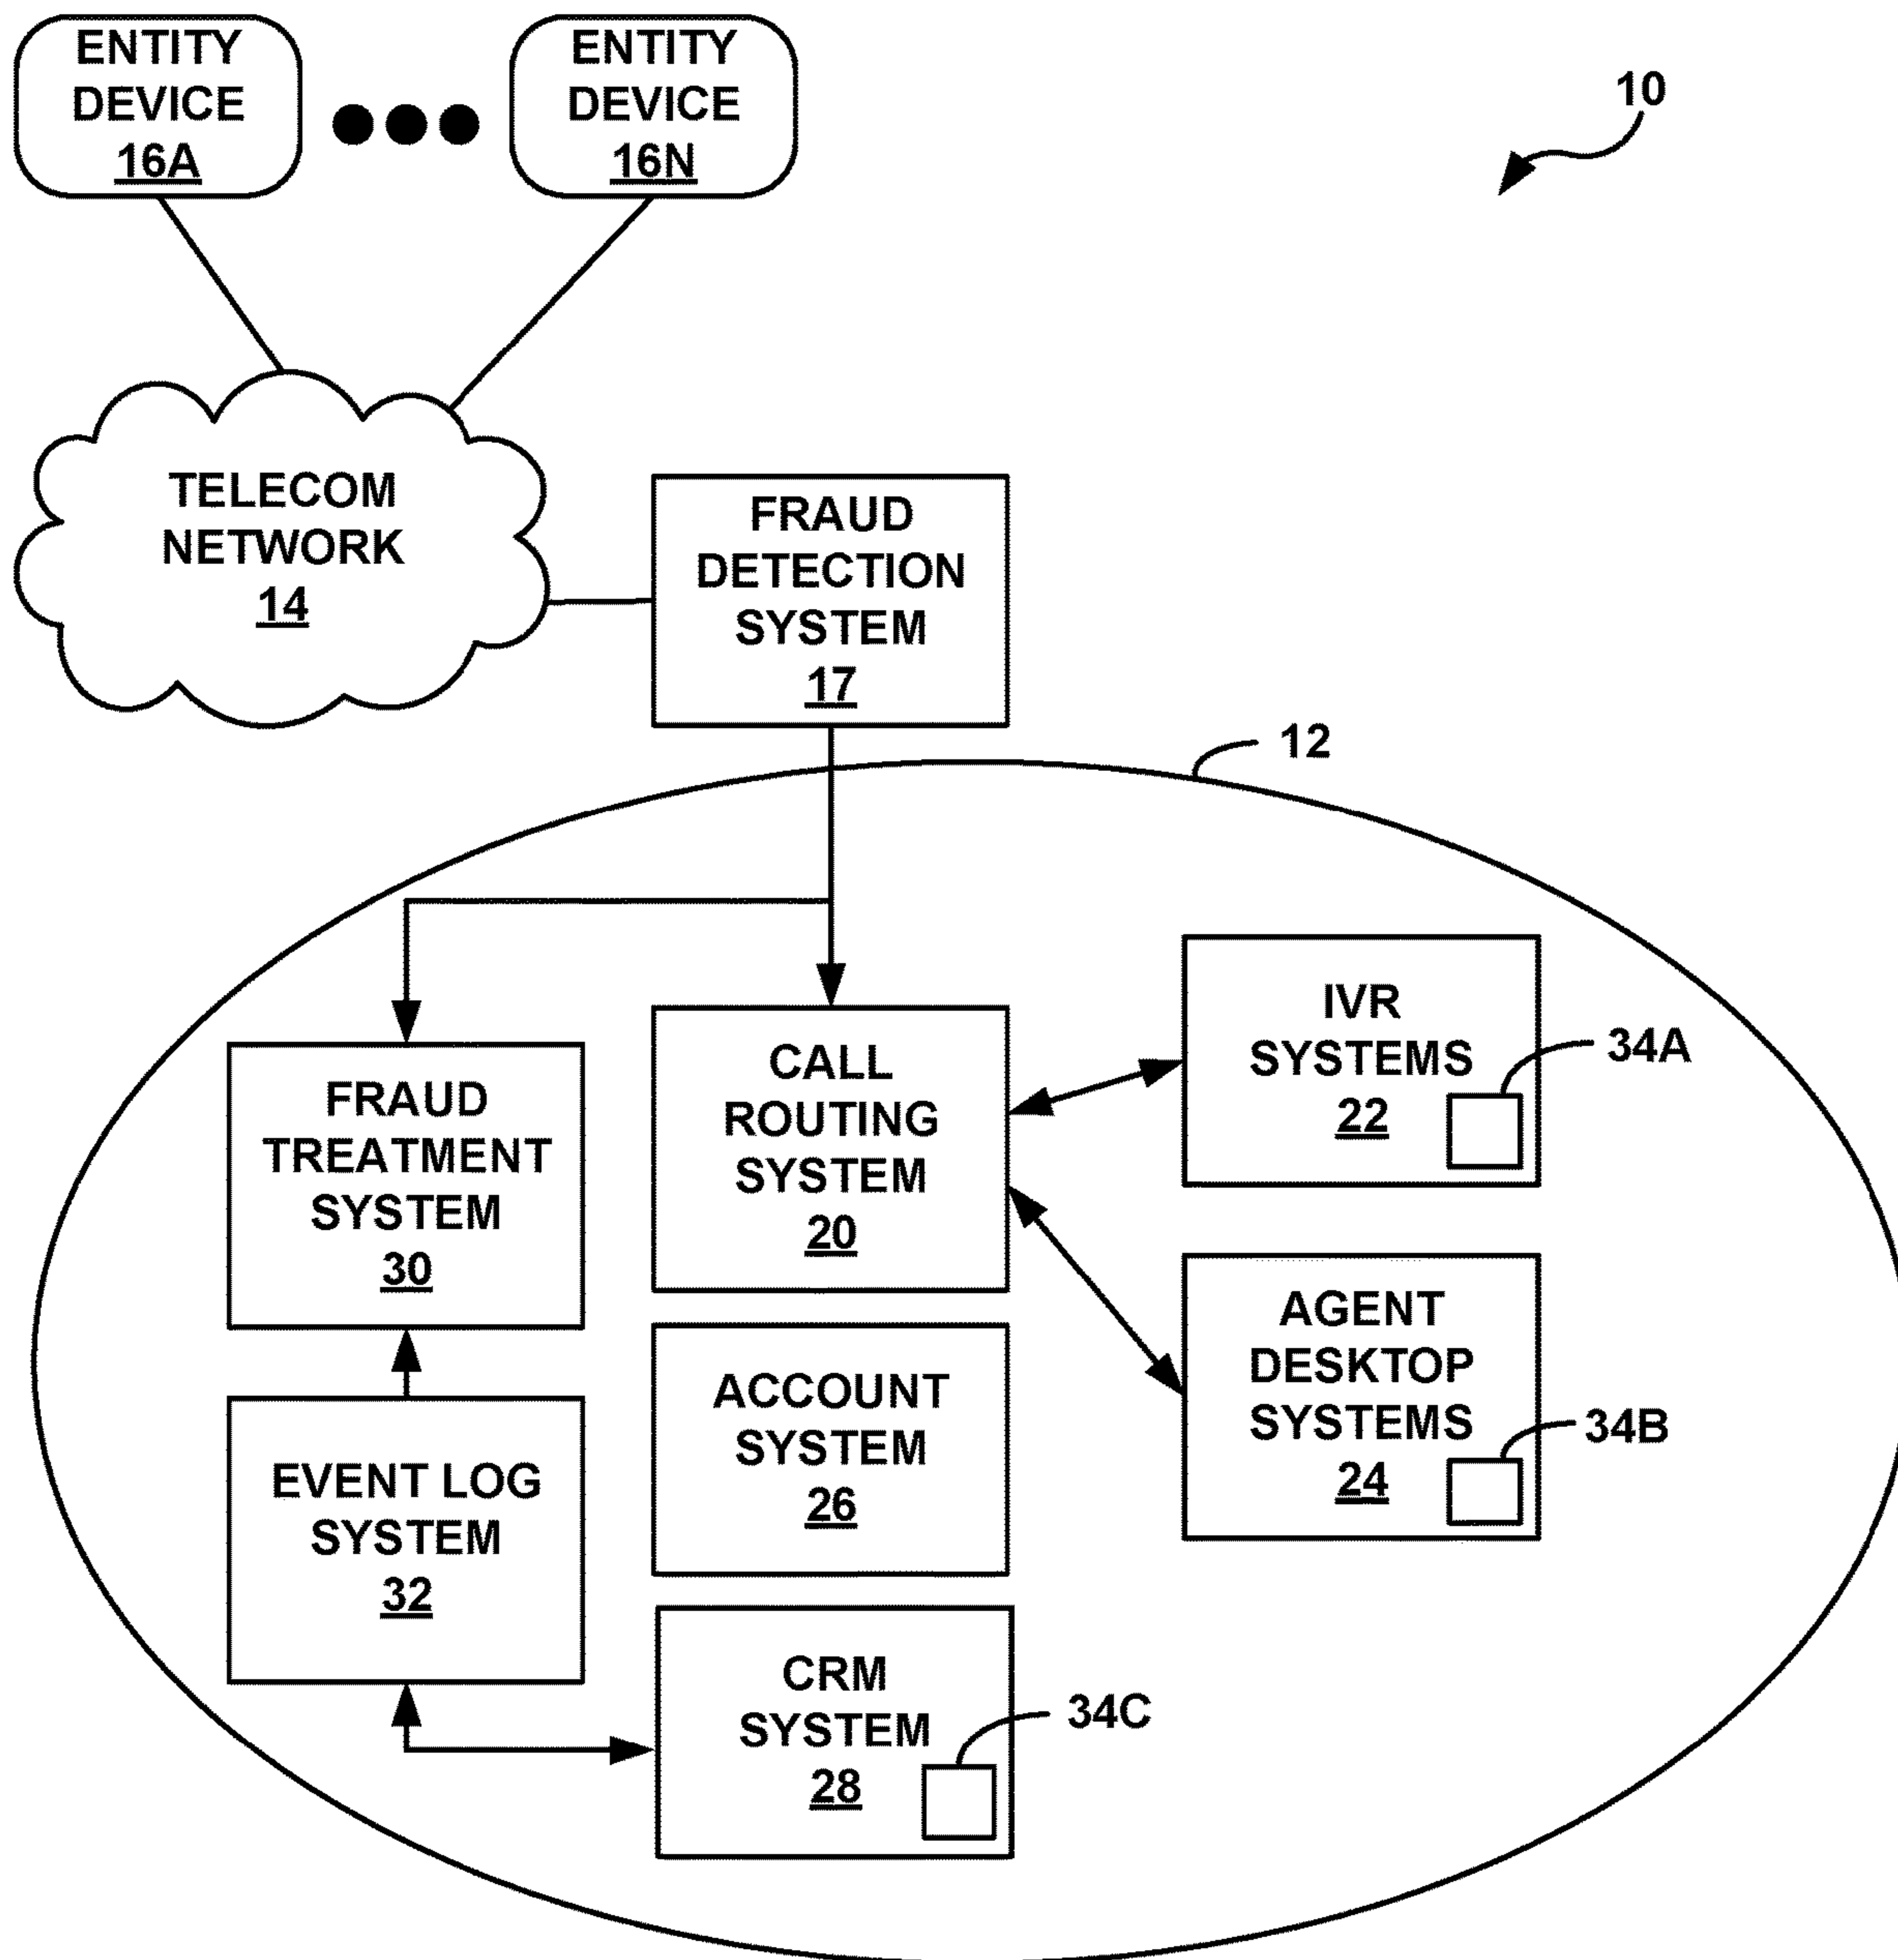 ENTITY
DEVICE
16A
ENTITY
DEVICE
16N
10
TELECOM
NETWORK
14
FRAUD
DETECTION
SYSTEM
17
12
FRAUD
TREATMENT
SYSTEM
30
CALL
ROUTING
SYSTEM
20
IVR
SYSTEMS
22
34A
AGENT
DESKTOP
SYSTEMS
24
34B
ACCOUNT
SYSTEM
26
EVENT LOG
SYSTEM
32
CRM
SYSTEM
28
34C